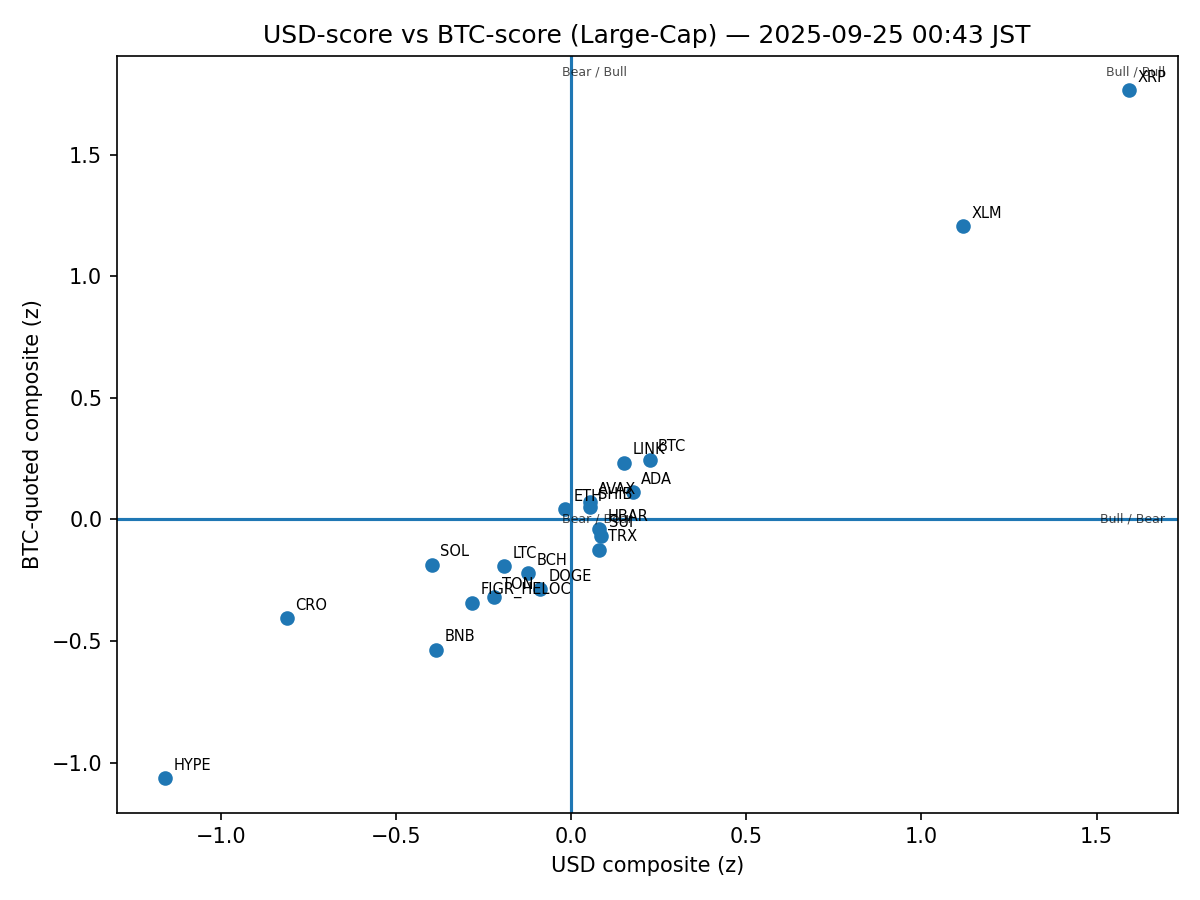 USD-score vs BTC-score (Large-Cap) — 2025-09-25 00:43 JST
Bear / Bull
Bull / Bull
XRP
1.5
XLM
1.0
BTC-quoted composite (z)
0.5
BTC
LINK
ADA
AVAX
SHIB
ETH
HBAR
0.0
Bear / Bear
Bull / Bear
SUI
TRX
SOL
LTC
BCH
DOGE
TON
FIGR_HELOC
CRO
−0.5
BNB
−1.0
HYPE
−1.0
−0.5
0.0
0.5
1.0
1.5
USD composite (z)